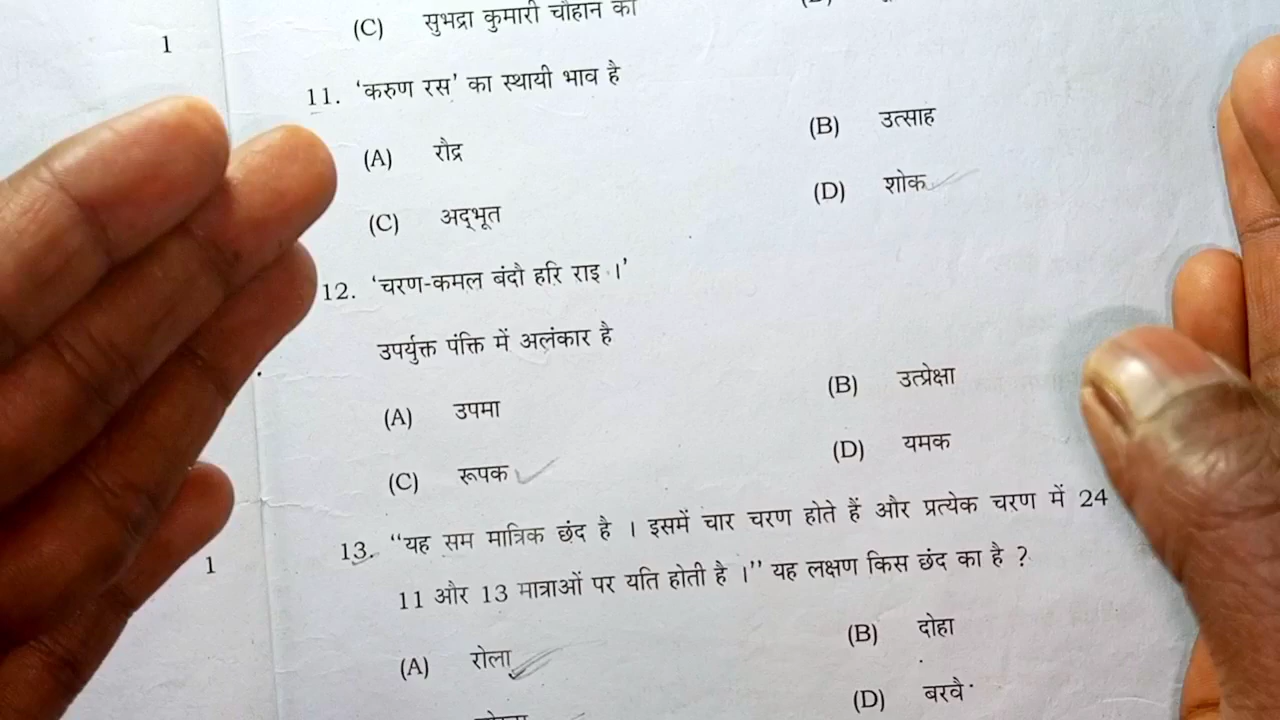 (C) सुभद्रा कुमारी चौहान का
1
11. 'करुण रस' का स्थायी भाव है
(A) रौद्र
(B) उत्साह
(C) अद्भूत
(D) शोक
12. 'चरण-कमल बंदौ हरि राइ ।'
उपर्युक्त पंक्ति में अलंकार है
(A) उपमा
(B) उत्प्रेक्षा
(C) रूपक
(D) यमक
13. “यह सम मात्रिक छंद है । इसमें चार चरण होते हैं और प्रत्येक चरण में 24
1
11 और 13 मात्राओं पर यति होती है ।” यह लक्षण किस छंद का है ?
(A) रोला
(B) दोहा
(D) बरवै